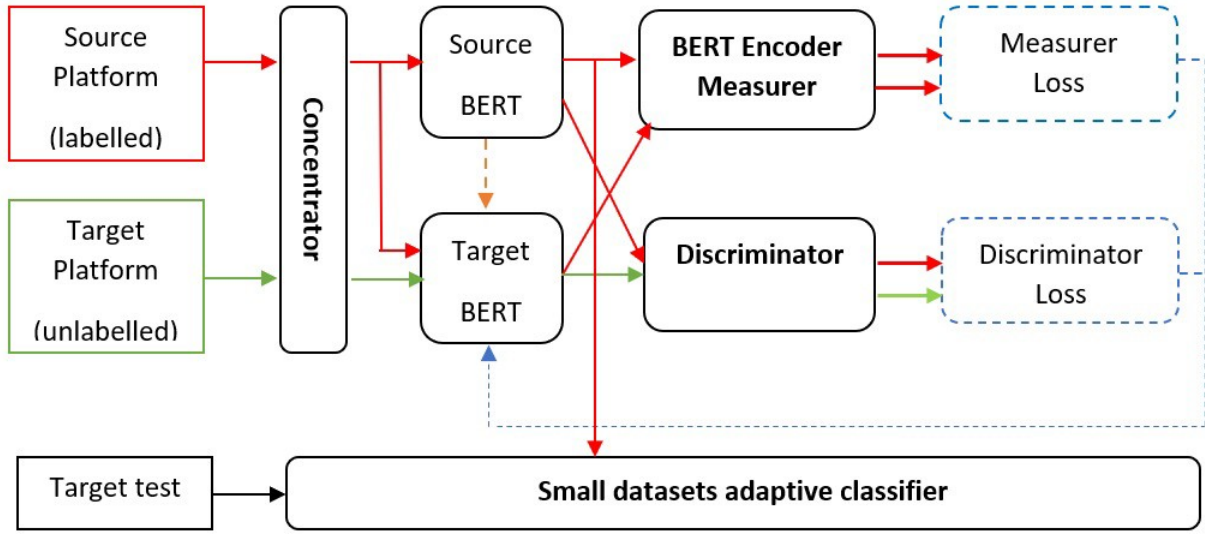 Source
Platform
(labelled)
Concentrator
Source
BERT
BERT Encoder
Measurer
Measurer
Loss
Target
Platform
(unlabelled)
Target
BERT
Discriminator
Discriminator
Loss
Target test
Small datasets adaptive classifier